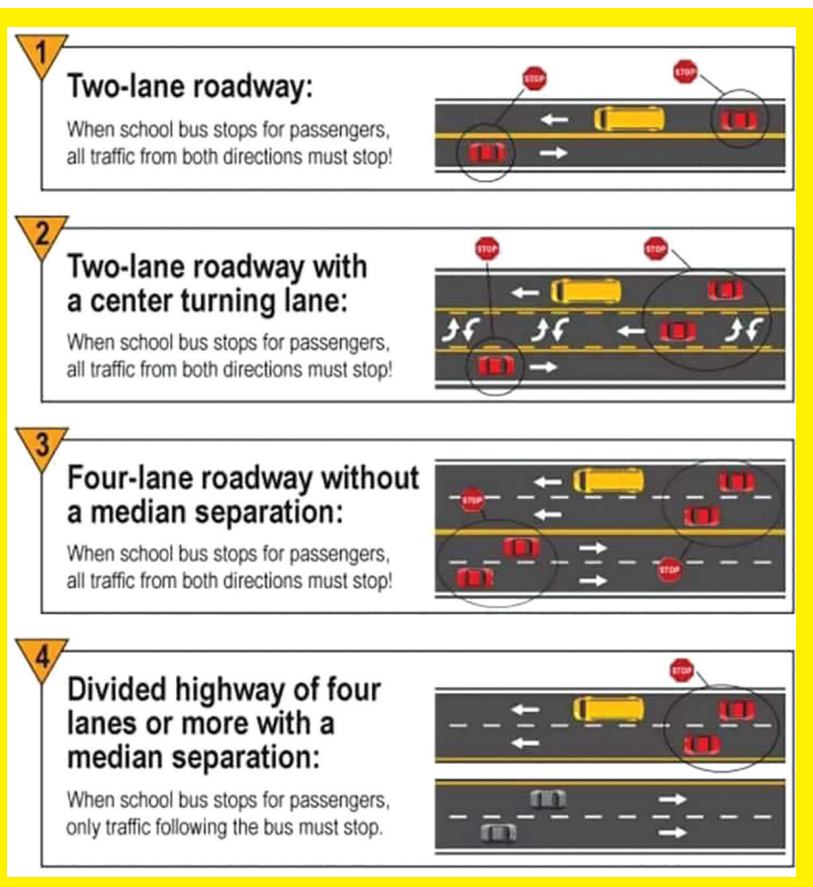 1
Two-lane roadway:
When school bus stops for passengers,
all traffic from both directions must stop!
STOP
STOP
2
Two-lane roadway with
a center turning lane:
When school bus stops for passengers,
all traffic from both directions must stop!
STOP
STOP
3
Four-lane roadway without
a median separation:
When school bus stops for passengers,
all traffic from both directions must stop!
STOP
STOP
4
Divided highway of four
lanes or more with a
median separation:
When school bus stops for passengers,
only traffic following the bus must stop.
STOP